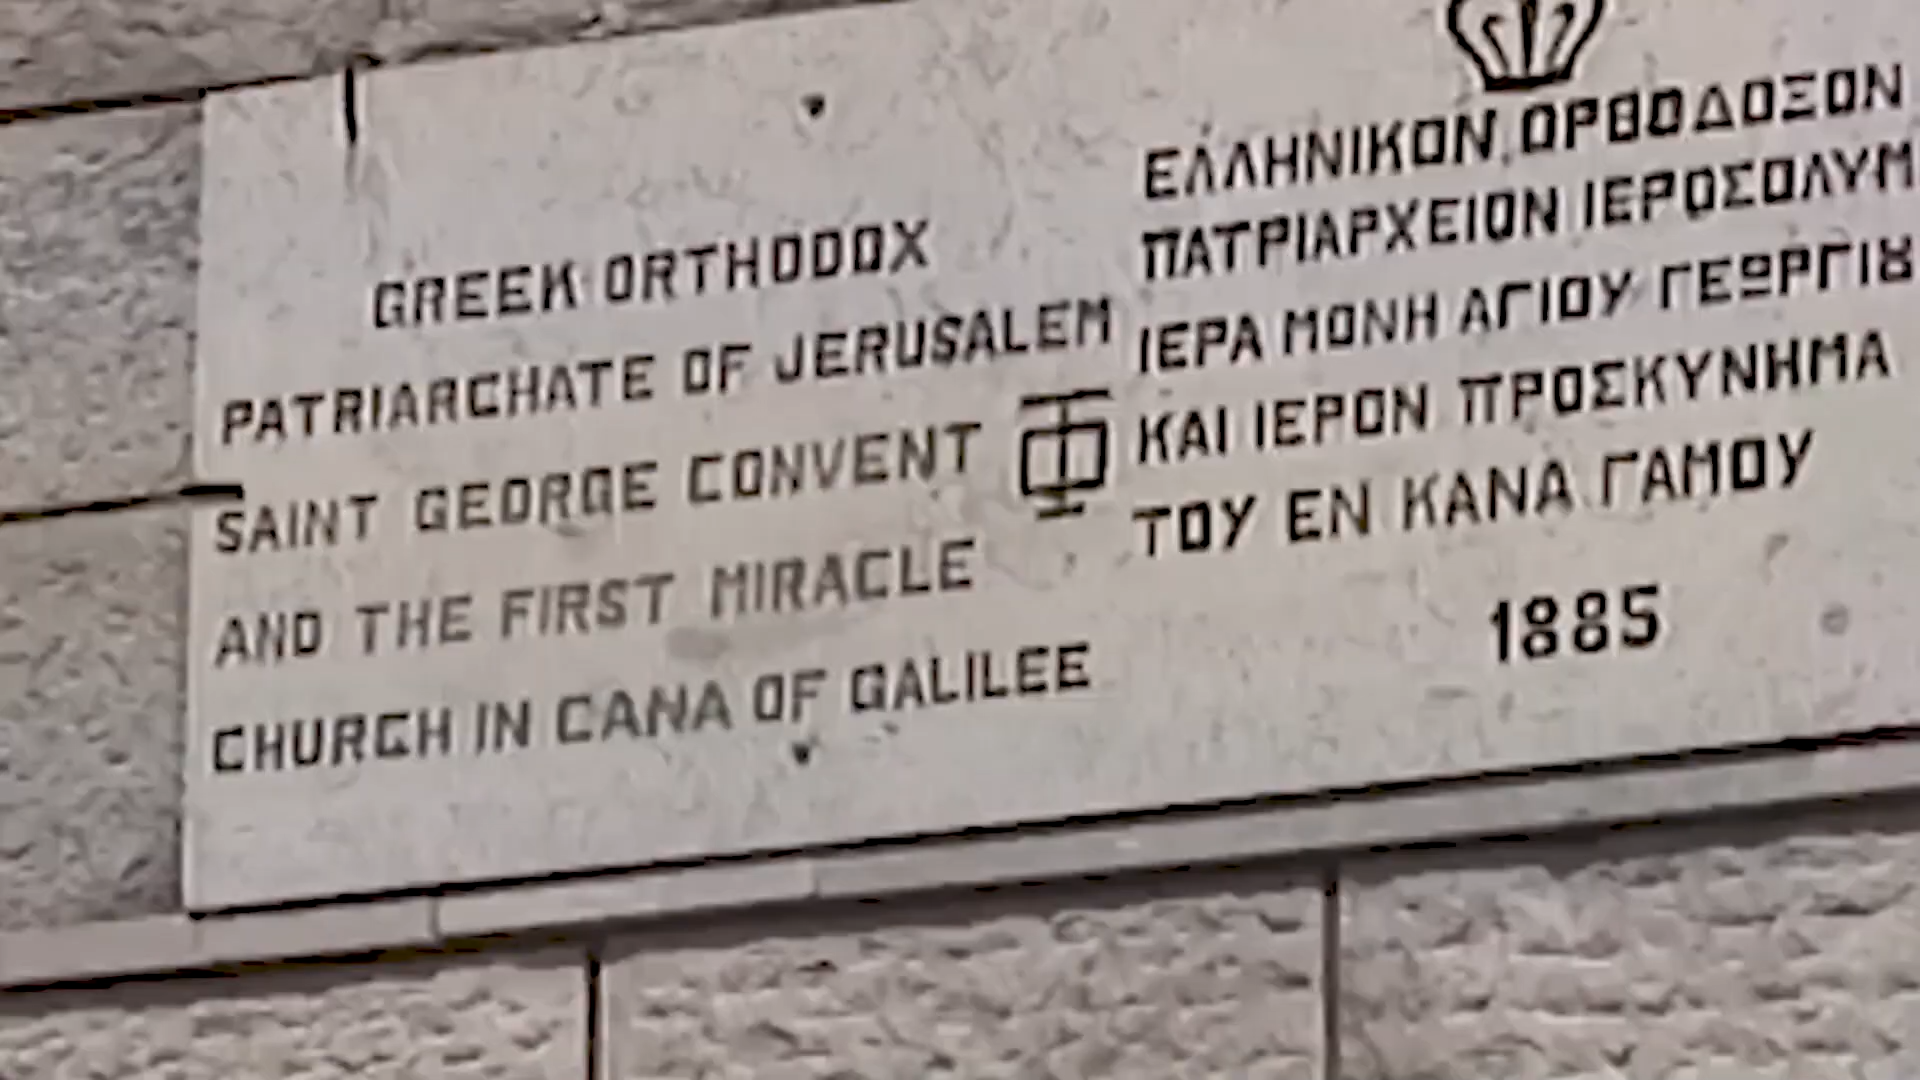 GREEK ORTHODOX
PATRIARCHATE OF JERUSALEM
SAINT GEORGE CONVENT
AND THE FIRST MIRACLE
CHURCH IN CANA OF GALILEE
ΕΛΛΗΝΙΚΟΝ ΟΡΘΟΔΟΞΟΝ
ΠΑΤΡΙΑΡΧΕΙΟΝ
ΙΕΡΑ ΜΟΝΗ ΑΓΙΟΥ ΓΕΩΡΓΙȣ
ΚΑΙ ΙΕΡΟΝ ΠΡΟΣΚΥΝΗΜΑ
ΤΟΥ ΕΝ ΚΑΝΑ ΓΑΜΟΥ
1885